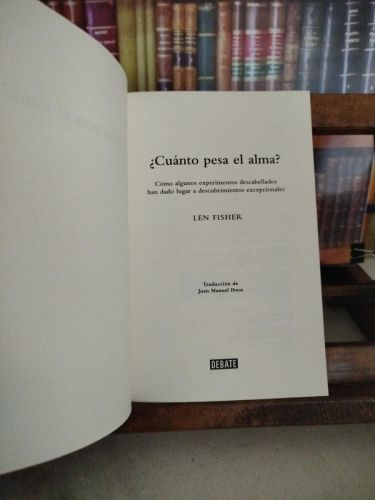 ¿Cuánto pesa el alma?
Cómo algunos experimentos descabellados
han dado lugar a descubrimientos excepcionales
LEN FISHER
Traducción de
Juan Manuel Ibeas
DEBATE